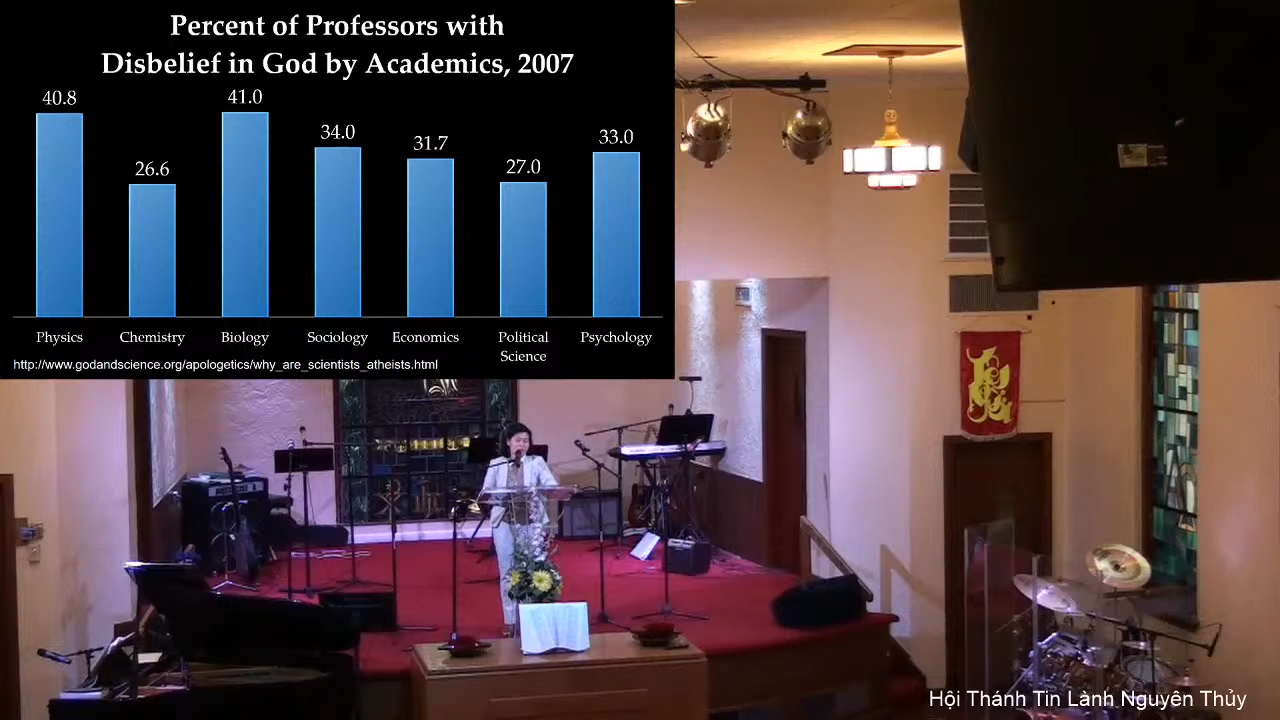 Percent of Professors with
Disbelief in God by Academics, 2007
40.8
26.6
41.0
34.0
31.7
27.0
33.0
Physics
Chemistry
Biology
Sociology
Economics
Political
Science
Psychology
http://www.godandscience.org/apologetics/why_are_scientists_atheists.html
Hội Thánh Tin Lành Nguyên Thủy